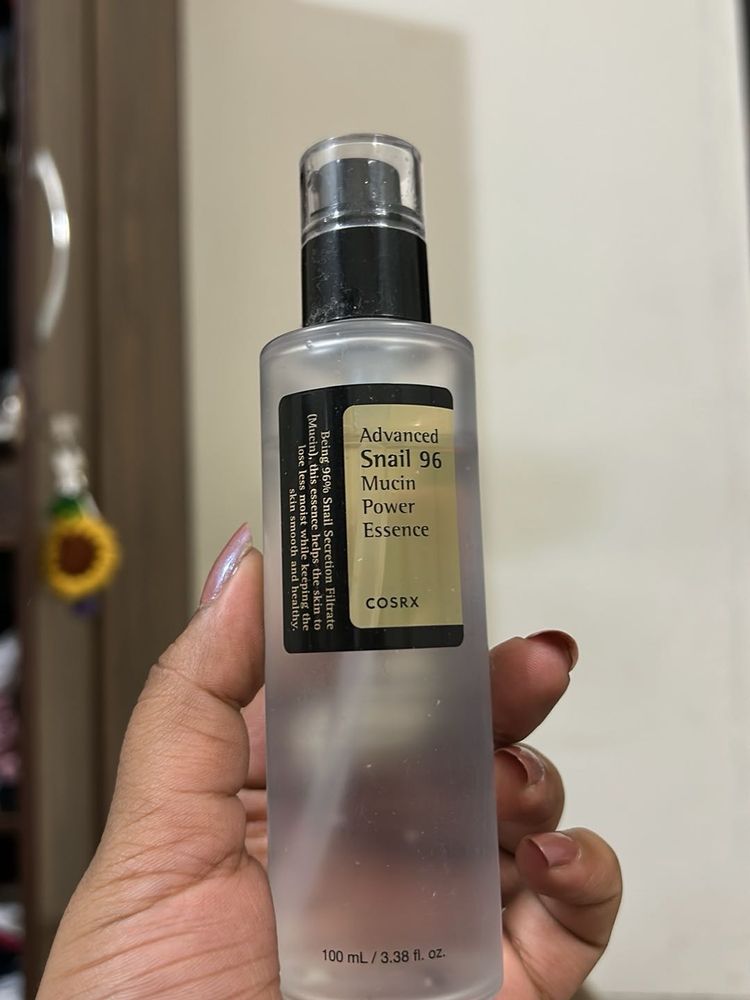 Advanced
Snail 96
Mucin
Power
Essence
COSRX
Being 96% Snail Secretion Filtrate
(Mucin), this essence helps the skin to
lose less moist while keeping the
skin smooth and healthy.
100 mL / 3.38 fl. oz.